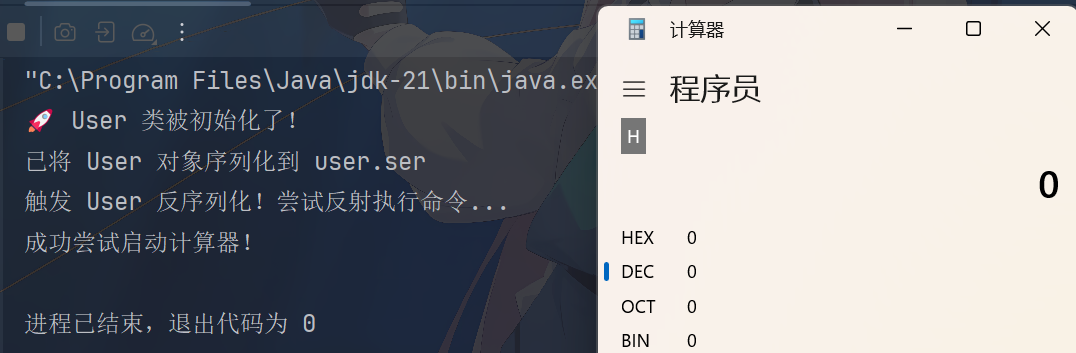 "C:\Program Files\Java\jdk-21\bin\java.ex
🚀 User 类被初始化了！
已将 User 对象序列化到 user.ser
触发 User 反序列化！尝试反射执行命令...
成功尝试启动计算器！
进程已结束，退出代码为 0
计算器
程序员
H
0
HEX 0
DEC 0
OCT 0
BIN 0